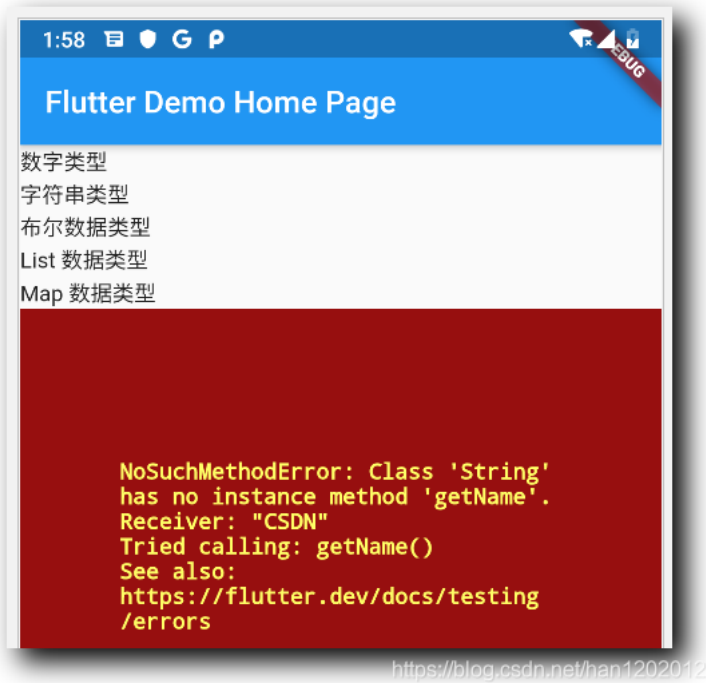 1:58
EBUG
Flutter Demo Home Page
数字类型
字符串类型
布尔数据类型
List 数据类型
Map 数据类型
NoSuchMethodError: Class 'String'
has no instance method 'getName'.
Receiver: "CSDN"
Tried calling: getName()
See also:
https://flutter.dev/docs/testing
/errors
https://blog.csdn.net/han1202012